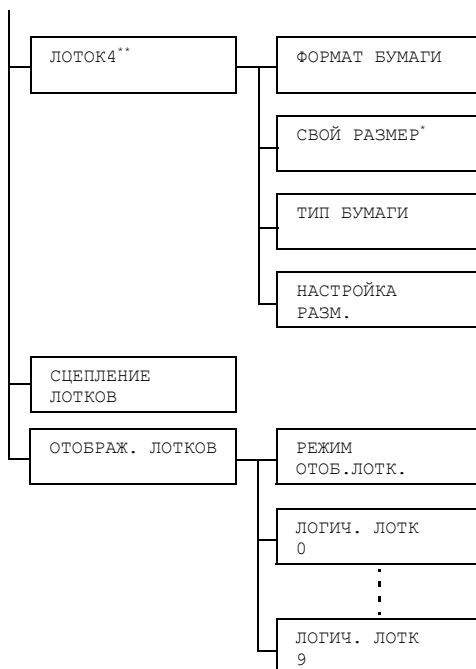 ЛОТОК4**
ФОРМАТ БУМАГИ
СВОЙ РАЗМЕР*
ТИП БУМАГИ
НАСТРОЙКА
РАЗМ.
СЦЕПЛЕНИЕ
ЛОТКОВ
ОТОБРАЖ. ЛОТКОВ
РЕЖИМ
ОТОБ.ЛОТК.
ЛОГИЧ. ЛОТК
0
ЛОГИЧ. ЛОТК
9